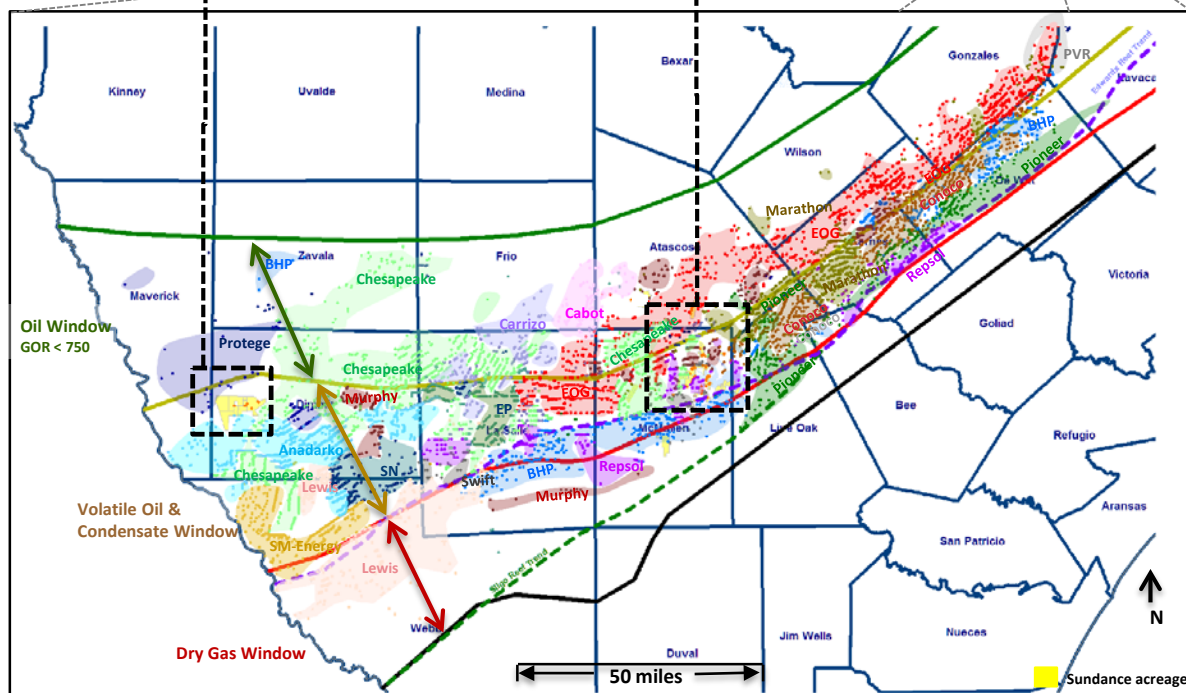 Bexar
Gonzales
PVR
Edwards Reef Trend
Lavaca
Kinney
Uvalde
Medina
BHP
Wilson
Pioneer
EOG
Conoco
Marathon
EOG
BHP
Zavala
Frio
Atascos
Chesapeake
Repsol
Victoria
Maverick
Marathon
Goliad
Oil Window
GOR < 750
Cabot
Carrizo
Pioneer
Conoco
Protege
Chesapeake
Chesapeake
Pioneer
Murphy
EOG
EP
La Salle
Bee
McMullen
Live Oak
Refugio
Anadarko
SN
Chesapeake
Lewis
Swift
BHP
Repsol
Murphy
Aransas
Volatile Oil &
Condensate Window
San Patricio
SM-Energy
Lewis
Sligo Reef Trend
Webb
Nueces
Jim Wells
Duval
Dry Gas Window
50 miles
N
Sundance acreage